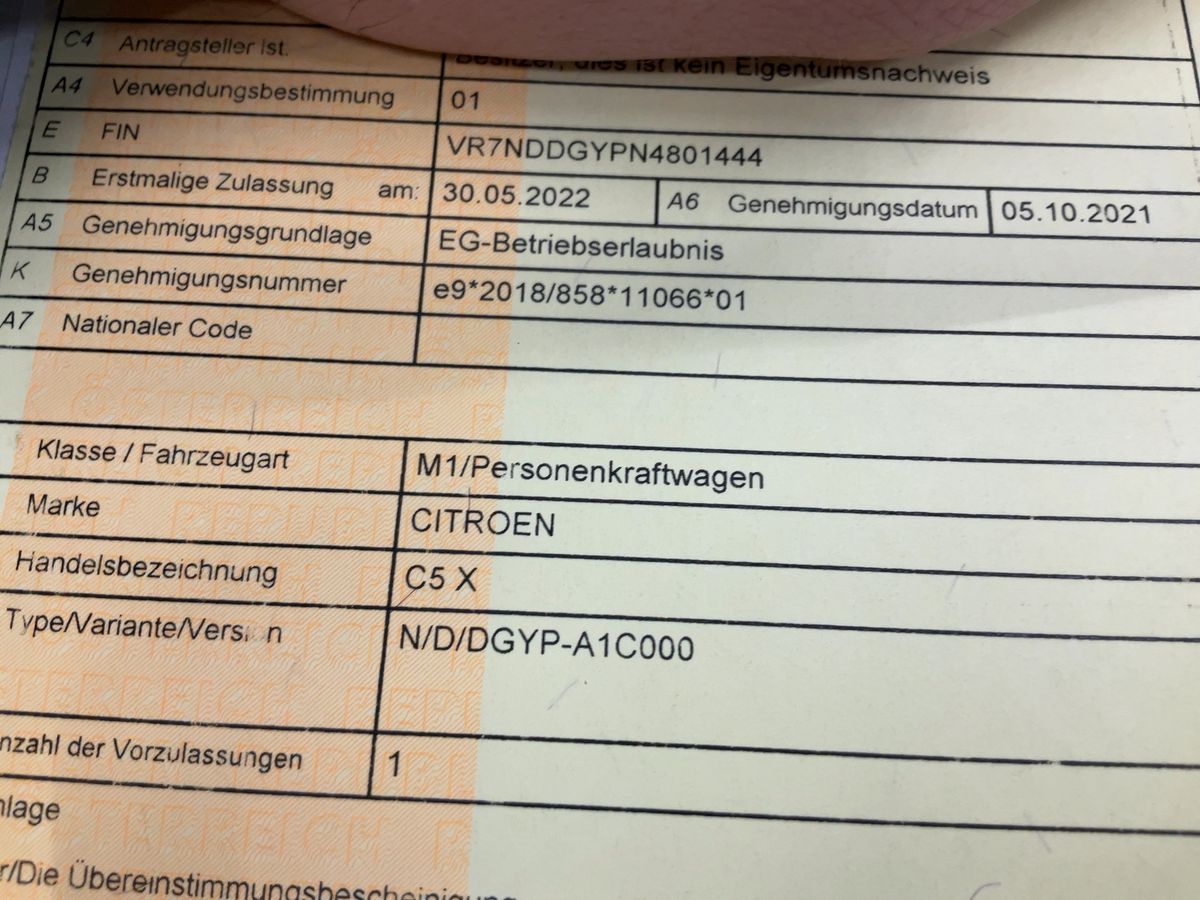 C4 Antragsteller ist. Besitzer, dies ist kein Eigentumsnachweis
A4 Verwendungsbestimmung 01
E FIN VR7NDDGYPN4801444
B Erstmalige Zulassung am: 30.05.2022 A6 Genehmigungsdatum 05.10.2021
A5 Genehmigungsgrundlage EG-Betriebserlaubnis
K Genehmigungsnummer e9*2018/858*11066*01
A7 Nationaler Code
ÖSTERREICH
Klasse / Fahrzeugart M1/Personenkraftwagen
Marke CITROEN
Handelsbezeichnung C5 X
Type/Variante/Version N/D/DGYP-A1C000
nzahl der Vorzulassungen 1
nlage
r/Die Übereinstimmungsbescheinigung